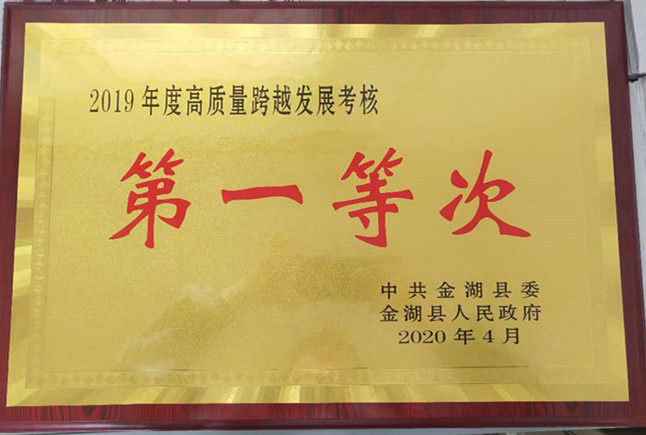 2019年度高质量跨越发展考核
第一等次
中共金湖县委
金湖县人民政府
2020年4月